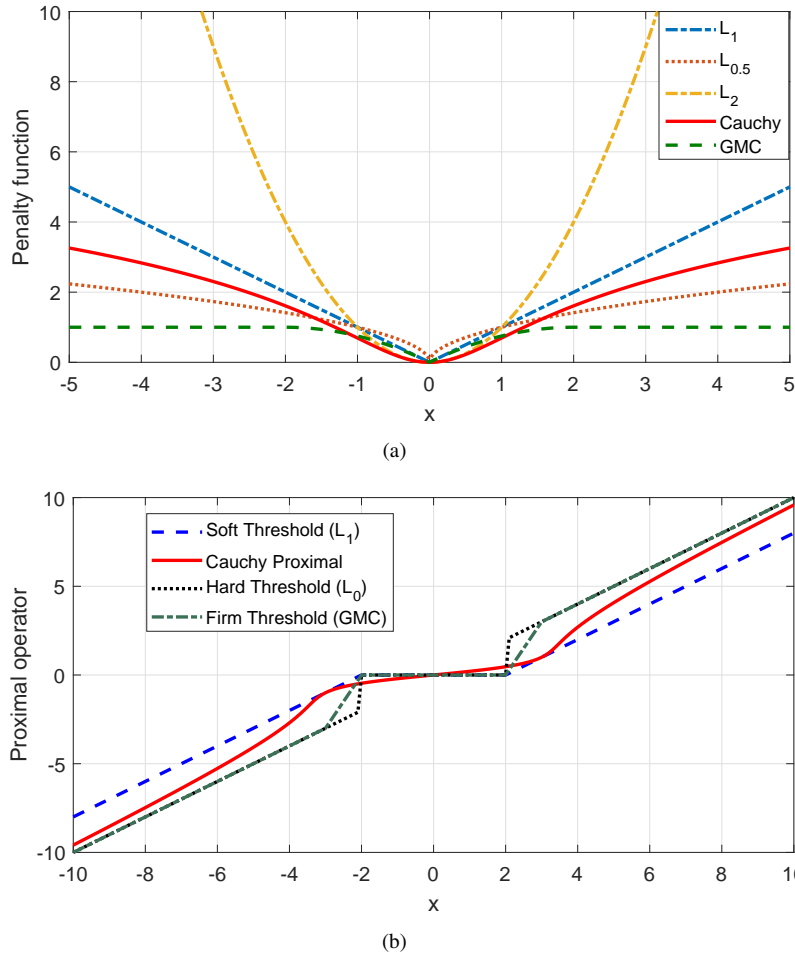 10
8
6
4
2
0
Penalty function
L1
L0.5
L2
Cauchy
GMC
-5 -4 -3 -2 -1 0 1 2 3 4 5
x
(a)
10
5
0
-5
-10
Proximal operator
Soft Threshold (L1)
Cauchy Proximal
Hard Threshold (L0)
Firm Threshold (GMC)
-10 -8 -6 -4 -2 0 2 4 6 8 10
x
(b)